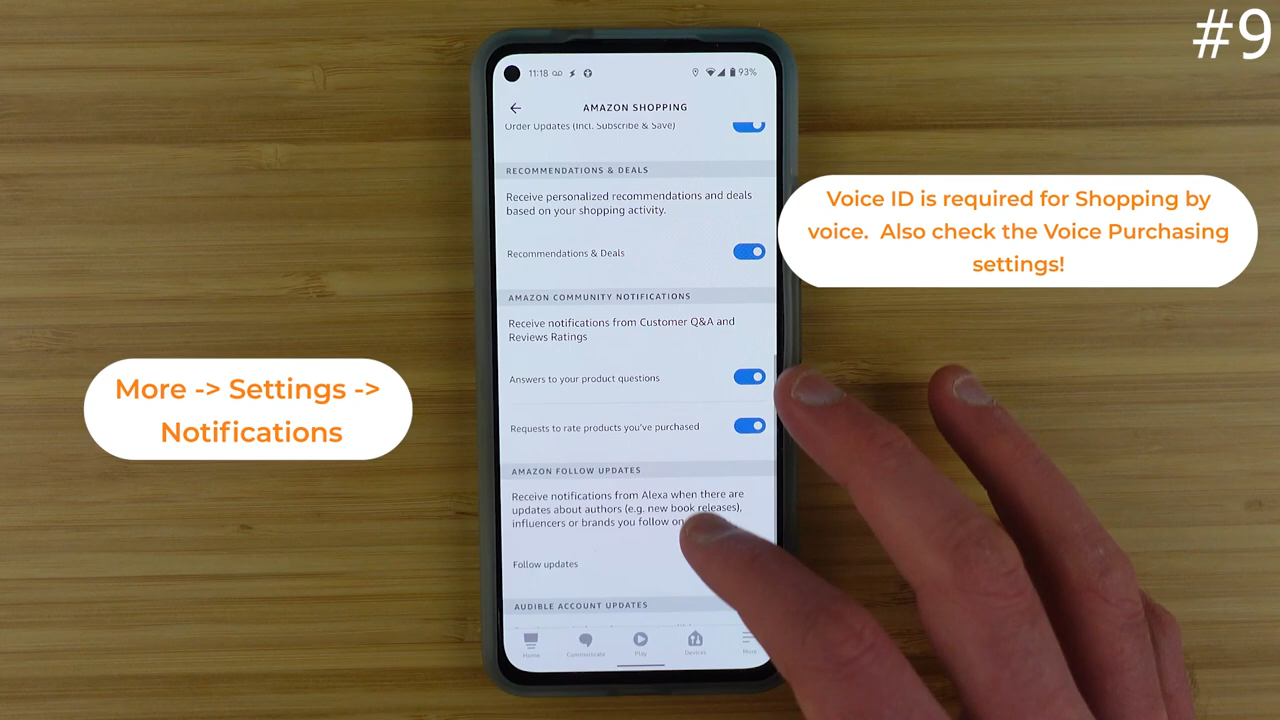 #9
11:18
93%
AMAZON SHOPPING
Order Updates (Incl. Subscribe & Save)
RECOMMENDATIONS & DEALS
Receive personalized recommendations and deals
based on your shopping activity.
Recommendations & Deals
AMAZON COMMUNITY NOTIFICATIONS
Receive notifications from Customer Q&A and
Reviews Ratings
Answers to your product questions
Requests to rate products you've purchased
AMAZON FOLLOW UPDATES
Receive notifications from Alexa when there are
updates about authors (e.g. new book releases),
influencers or brands you follow on
Follow updates
AUDIBLE ACCOUNT UPDATES
Home
Communicate
Play
Devices
More
Voice ID is required for Shopping by
voice. Also check the Voice Purchasing
settings!
More -> Settings ->
Notifications